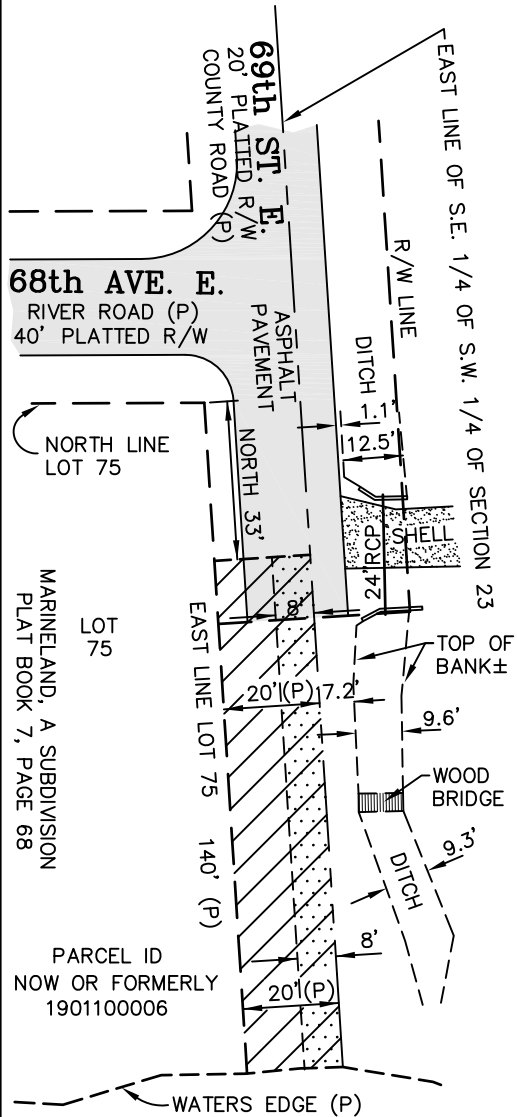 69th ST. E.
20' PLATTED R/W
COUNTY ROAD (P)
EAST LINE OF S.E. 1/4 OF S.W. 1/4 OF SECTION 23
R/W LINE
68th AVE. E.
RIVER ROAD (P)
40' PLATTED R/W
ASPHALT
PAVEMENT
DITCH
1.1'
12.5'
NORTH LINE
LOT 75
NORTH 33'
24" RCP
SHELL
8'
MARINELAND, A SUBDIVISION
PLAT BOOK 7, PAGE 68
LOT
75
EAST LINE LOT 75
140' (P)
20' (P)
7.2'
TOP OF
BANK±
9.6'
WOOD
BRIDGE
9.3'
DITCH
8'
PARCEL ID
NOW OR FORMERLY
1901100006
20' (P)
WATERS EDGE (P)